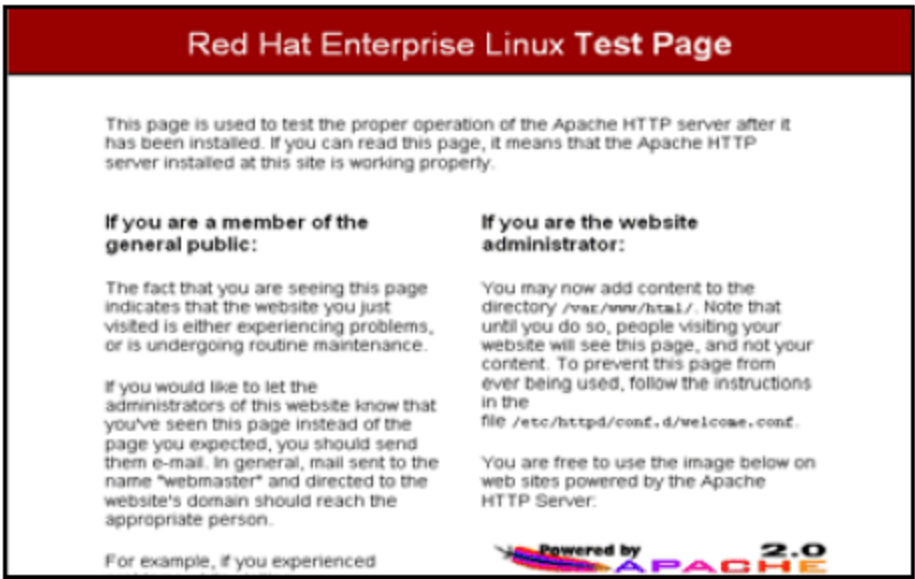 Red Hat Enterprise Linux Test Page
This page is used to test the proper operation of the Apache HTTP server after it
has been installed. If you can read this page, it means that the Apache HTTP
server installed at this site is working properly.
If you are a member of the
general public:
The fact that you are seeing this page
indicates that the website you just
visited is either experiencing problems,
or is undergoing routine maintenance.
If you would like to let the
administrators of this website know that
you've seen this page instead of the
page you expected, you should send
them e-mail. In general, mail sent to the
name "webmaster" and directed to the
website's domain should reach the
appropriate person.
For example, if you experienced
If you are the website
administrator:
You may now add content to the
directory /var/www/html/. Note that
until you do so, people visiting your
website will see this page, and not your
content. To prevent this page from
ever being used, follow the instructions
in the
file /etc/httpd/conf.d/welcome.conf.
You are free to use the image below on
web sites powered by the Apache
HTTP Server:
Powered by 2.0
APACHE